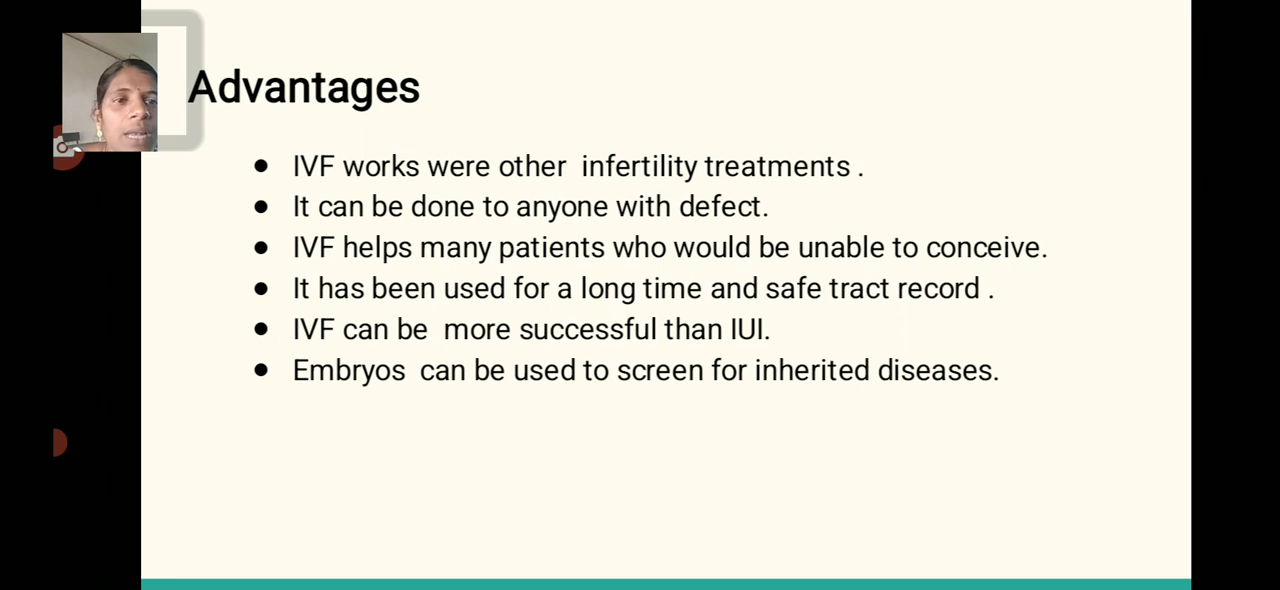 Advantages
● IVF works were other  infertility treatments .
● It can be done to anyone with defect.
● IVF helps many patients who would be unable to conceive.
● It has been used for a long time and safe tract record .
● IVF can be  more successful than IUI.
● Embryos  can be used to screen for inherited diseases.